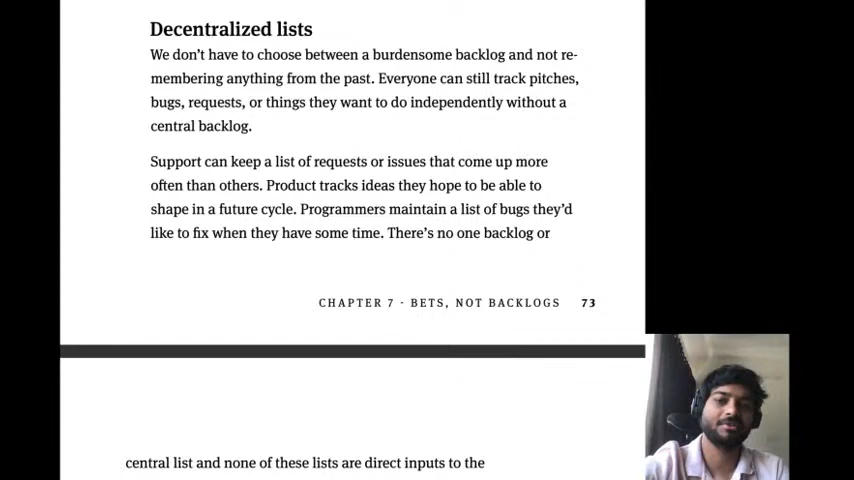 Decentralized lists
We don't have to choose between a burdensome backlog and not re-
membering anything from the past. Everyone can still track pitches,
bugs, requests, or things they want to do independently without a
central backlog.
Support can keep a list of requests or issues that come up more
often than others. Product tracks ideas they hope to be able to
shape in a future cycle. Programmers maintain a list of bugs they'd
like to fix when they have some time. There's no one backlog or
CHAPTER 7 - BETS, NOT BACKLOGS 73
central list and none of these lists are direct inputs to the